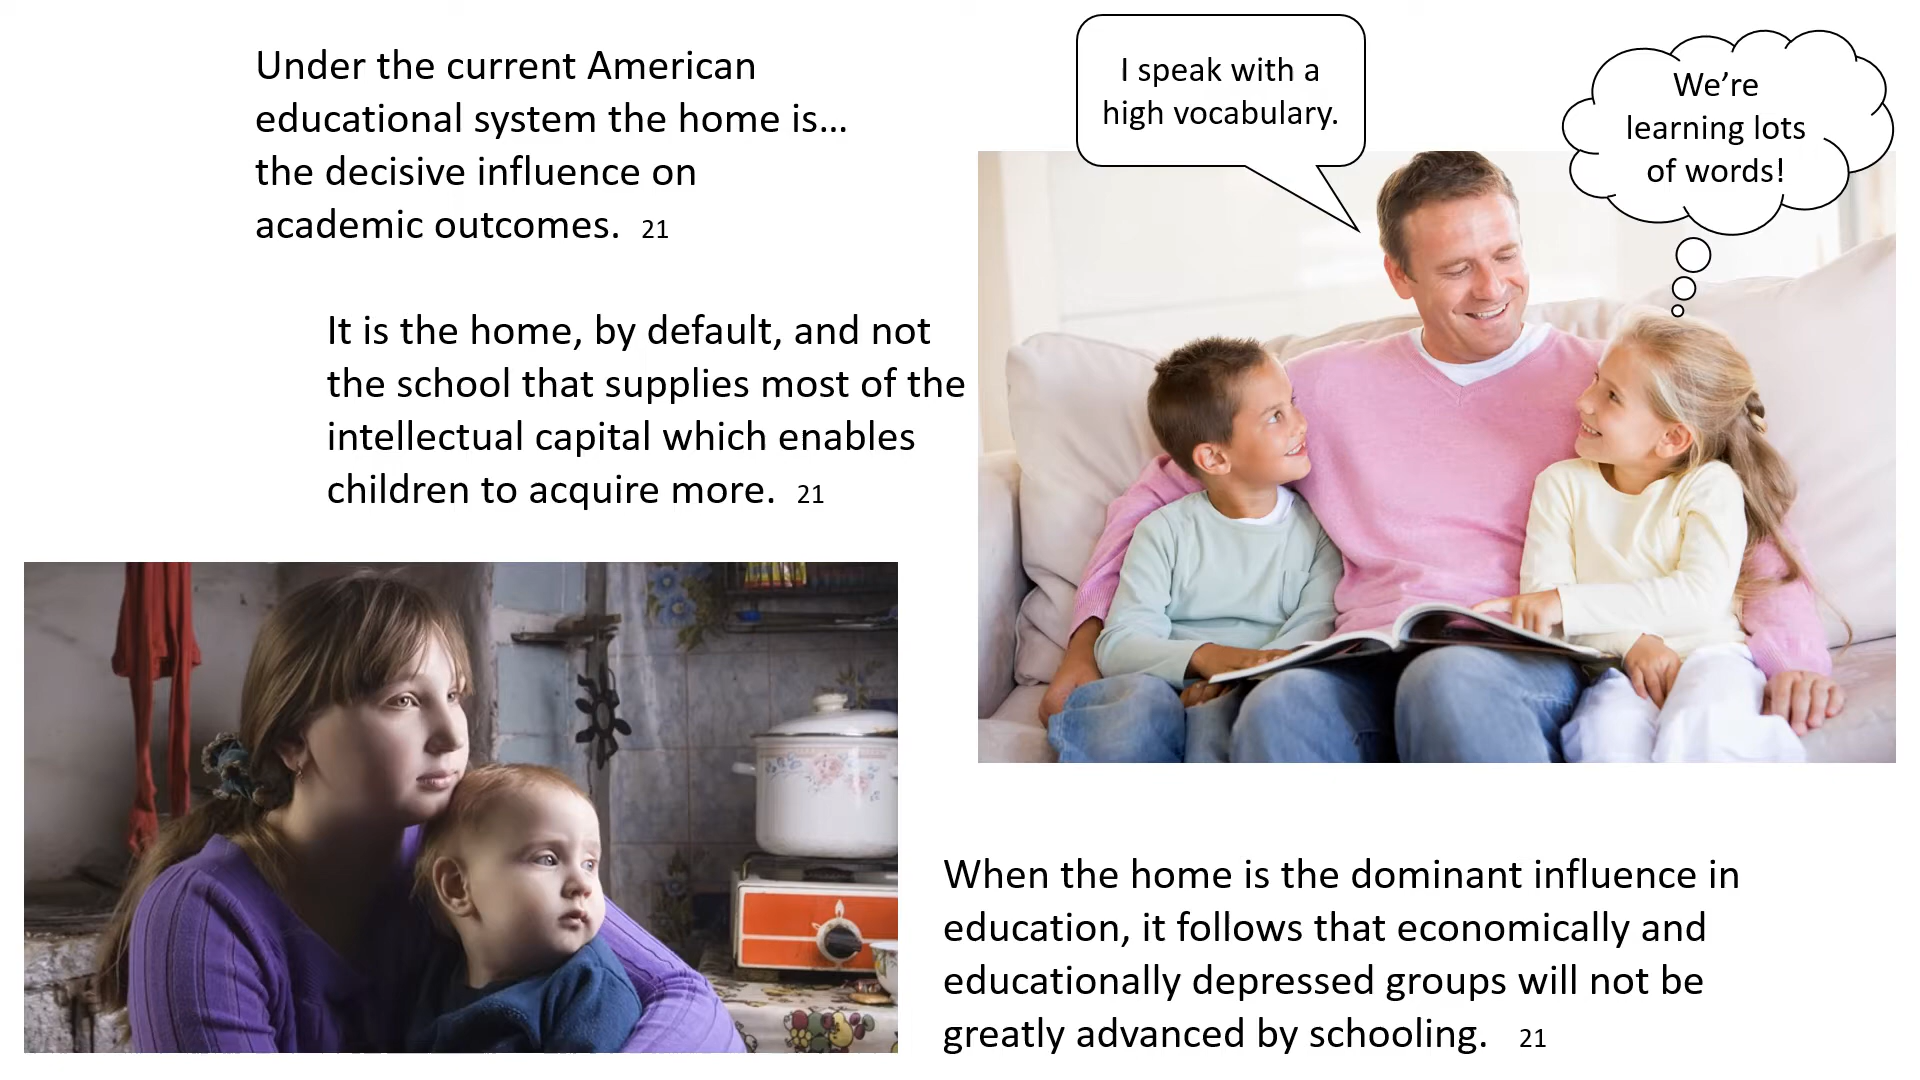 Under the current American
educational system the home is…
the decisive influence on
academic outcomes. 21
It is the home, by default, and not
the school that supplies most of the
intellectual capital which enables
children to acquire more. 21
I speak with a
high vocabulary.
We’re
learning lots
of words!
When the home is the dominant influence in
education, it follows that economically and
educationally depressed groups will not be
greatly advanced by schooling. 21